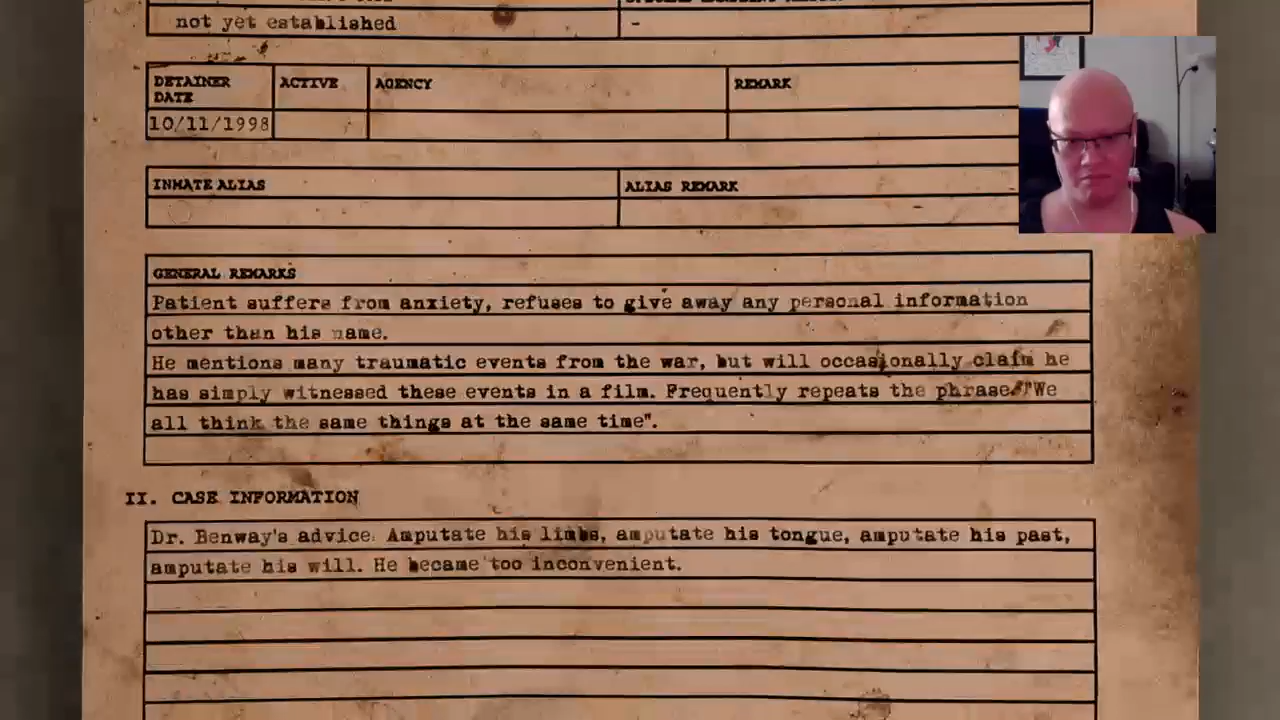 not yet established
-
DETAINER DATE
ACTIVE
AGENCY
REMARK
10/11/1998
INMATE ALIAS
ALIAS REMARK
GENERAL REMARKS
Patient suffers from anxiety, refuses to give away any personal information
other than his name.
He mentions many traumatic events from the war, but will occasionally claim he
has simply witnessed these events in a film. Frequently repeats the phrase "We
all think the same things at the same time".
II. CASE INFORMATION
Dr. Benway's advice: Amputate his limbs, amputate his tongue, amputate his past,
amputate his will. He became too inconvenient.